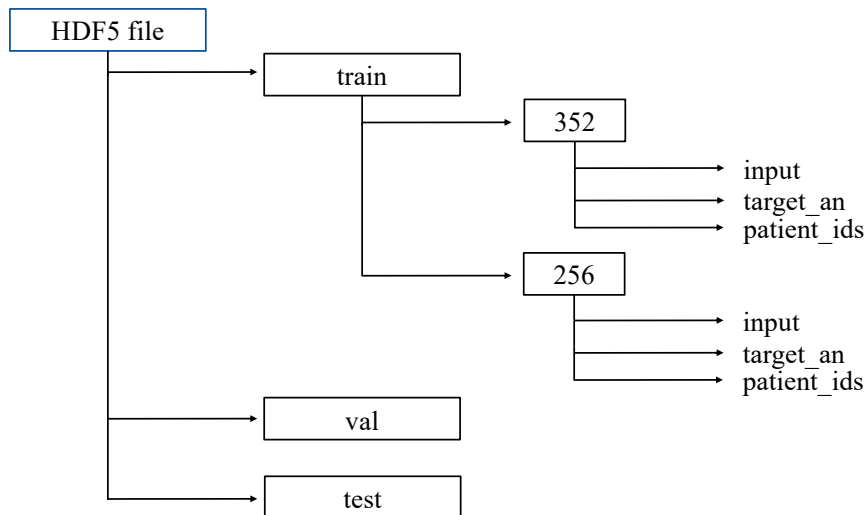 HDF5 file
train
352
input
target_an
patient_ids
256
input
target_an
patient_ids
val
test